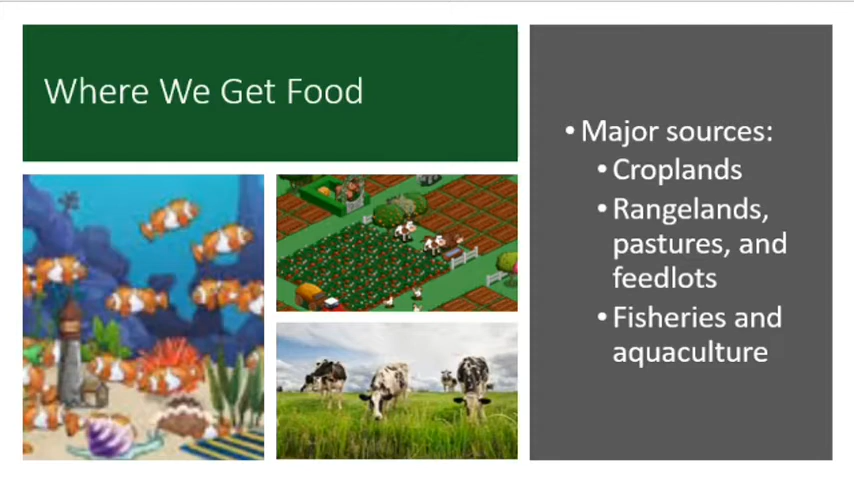 Where We Get Food
• Major sources:
• Croplands
• Rangelands,
pastures, and
feedlots
• Fisheries and
aquaculture